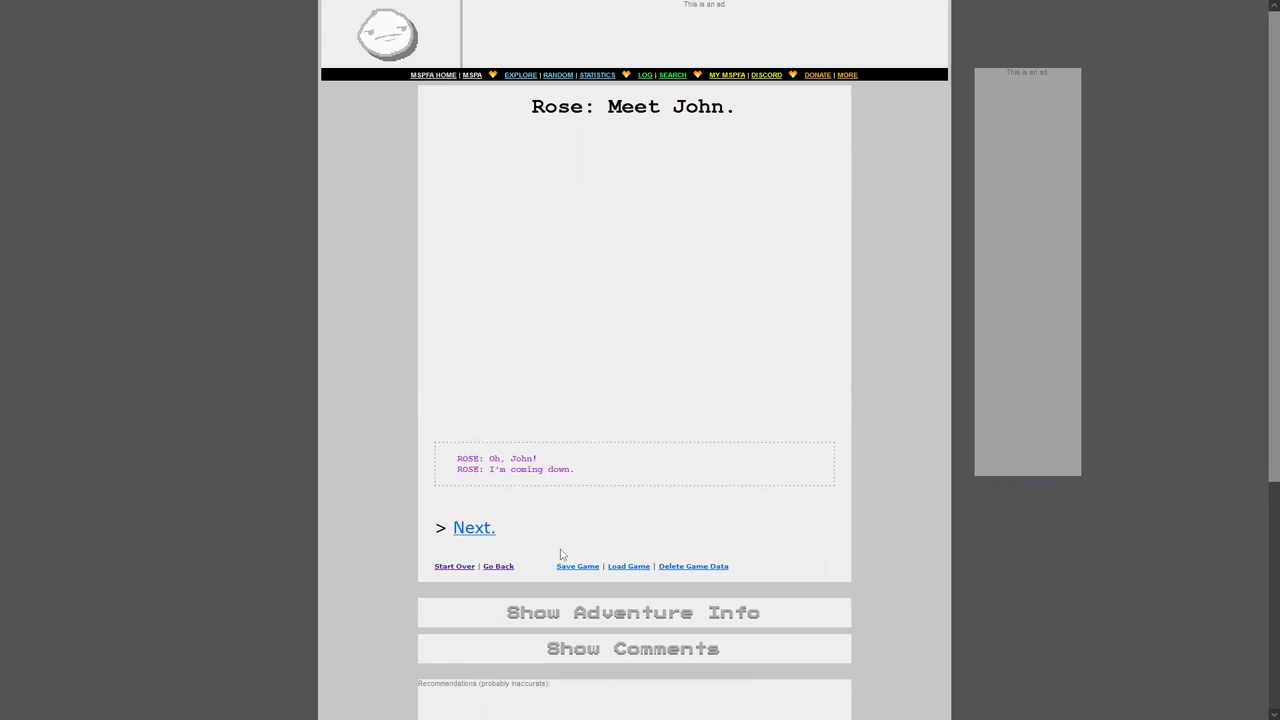 This is an ad.
MSPFA HOME | MSPA EXPLORE | RANDOM | STATISTICS LOG | SEARCH MY MSPFA | DISCORD DONATE | MORE
This is an ad.
Rose: Meet John.
ROSE: Oh, John!
ROSE: I'm coming down.
> Next.
Start Over | Go Back Save Game | Load Game | Delete Game Data
Show Adventure Info
Show Comments
Recommendations (probably inaccurate):